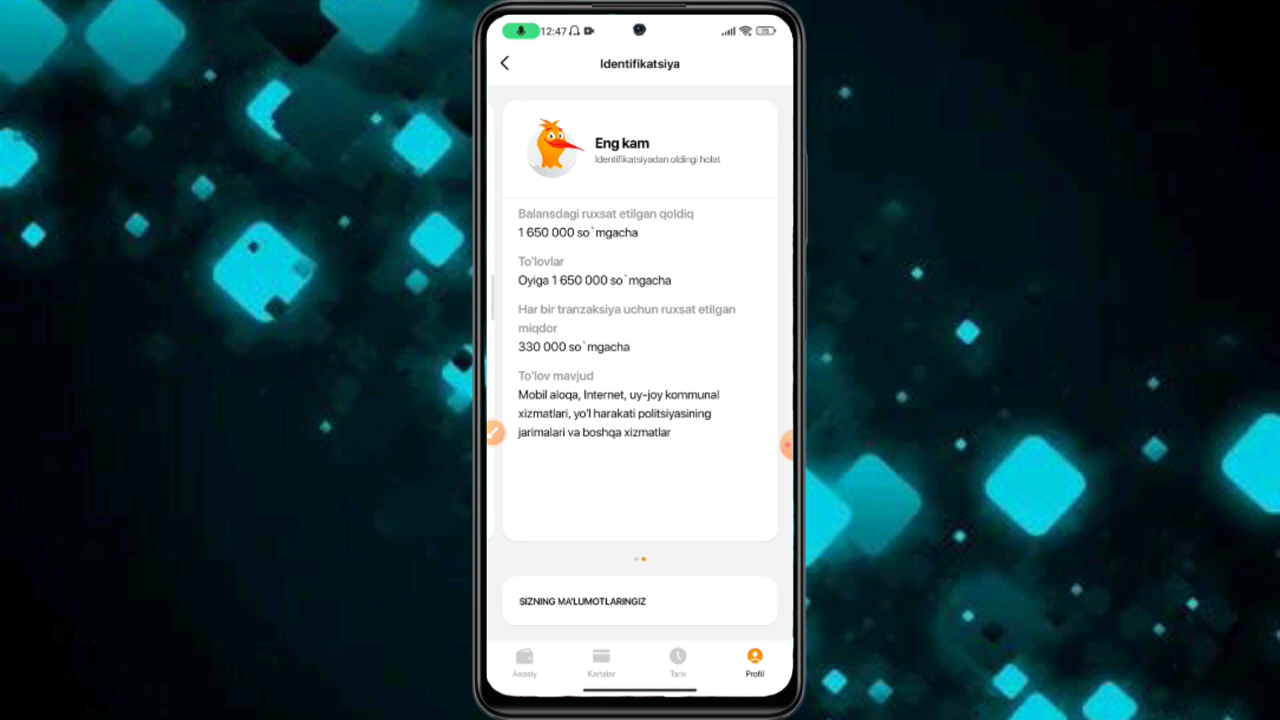 12:47
Identifikatsiya
Eng kam
Identifikatsiyadan oldingi holat
Balansdagi ruxsat etilgan qoldiq
1 650 000 so`mgacha
To'lovlar
Oyiga 1 650 000 so`mgacha
Har bir tranzaksiya uchun ruxsat etilgan
miqdor
330 000 so`mgacha
To'lov mavjud
Mobil aloqa, Internet, uy-joy kommunal
xizmatlari, yo'l harakati politsiyasining
jarimalari va boshqa xizmatlar
SIZNING MA'LUMOTLARINGIZ
Asosiy Kartalar Tarix Profil